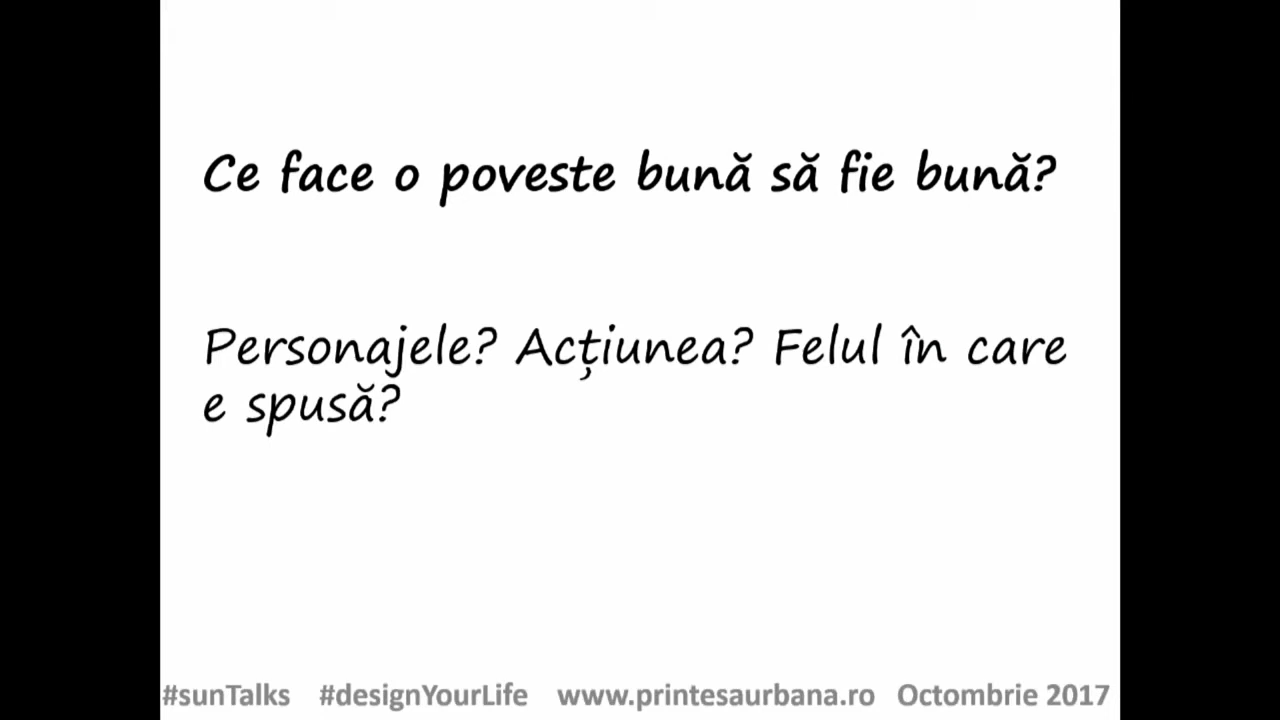 Ce face o poveste bună să fie bună?
Personajele? Acțiunea? Felul în care
e spusă?
#sunTalks #designYourLife www.printesaurbana.ro Octombrie 2017